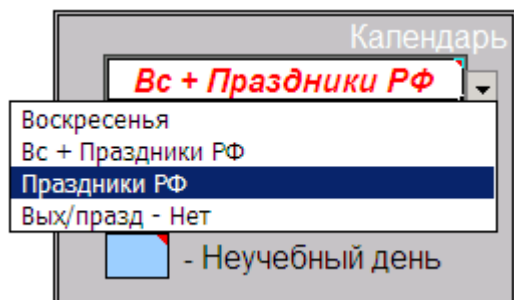 Календарь
Вс + Праздники РФ
Воскресенья
Вс + Праздники РФ
Праздники РФ
Вых/празд - Нет
- Неучебный день